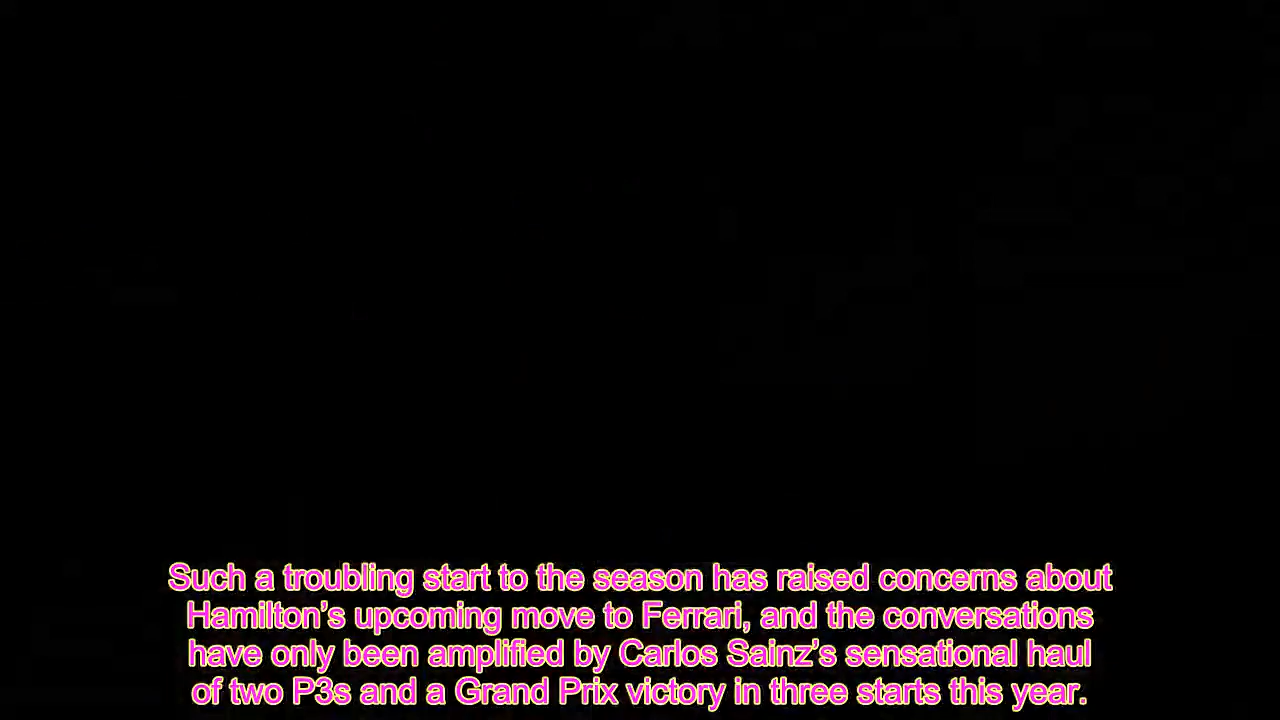 Such a troubling start to the season has raised concerns about
Hamilton’s upcoming move to Ferrari, and the conversations
have only been amplified by Carlos Sainz’s sensational haul
of two P3s and a Grand Prix victory in three starts this year.